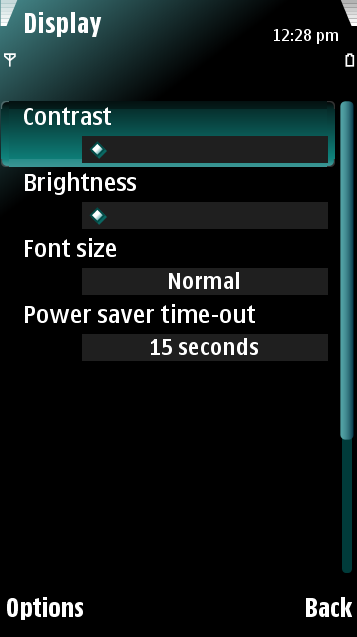 Display
12:28 pm
Contrast
Brightness
Font size
Normal
Power saver time-out
15 seconds
Options
Back